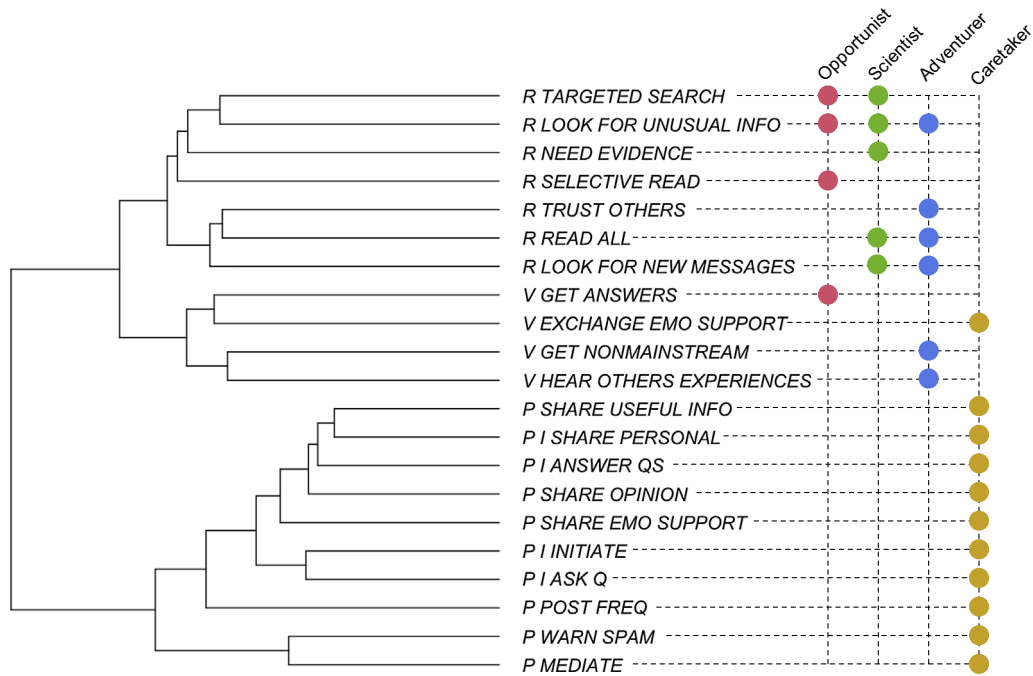 Opportunist
Scientist
Adventurer
Caretaker
R TARGETED SEARCH
R LOOK FOR UNUSUAL INFO
R NEED EVIDENCE
R SELECTIVE READ
R TRUST OTHERS
R READ ALL
R LOOK FOR NEW MESSAGES
V GET ANSWERS
V EXCHANGE EMO SUPPORT
V GET NONMAINSTREAM
V HEAR OTHERS EXPERIENCES
P SHARE USEFUL INFO
P I SHARE PERSONAL
P I ANSWER QS
P SHARE OPINION
P SHARE EMO SUPPORT
P I INITIATE
P I ASK Q
P POST FREQ
P WARN SPAM
P MEDIATE